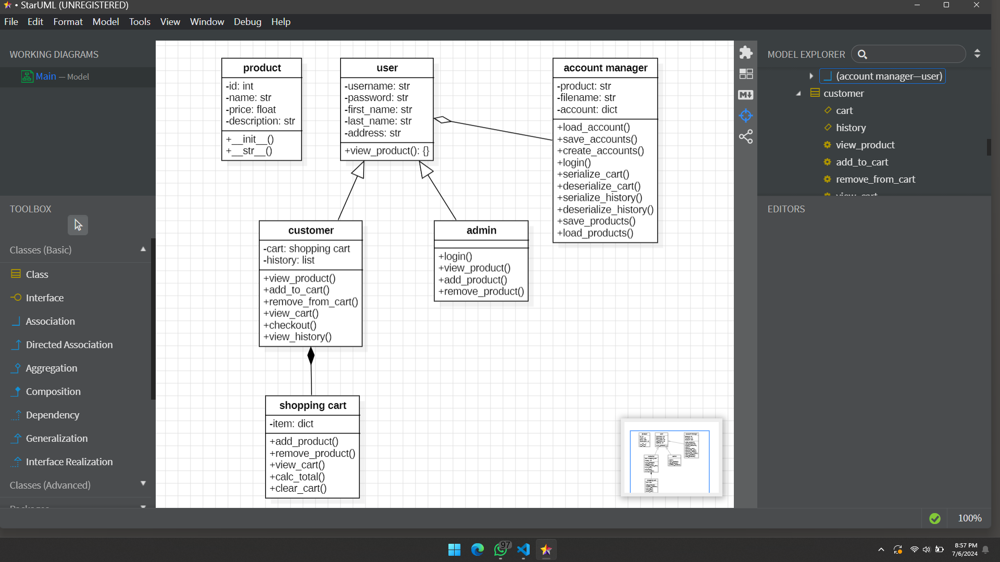 • StarUML (UNREGISTERED)
File Edit Format Model Tools View Window Debug Help
WORKING DIAGRAMS
Main — Model
TOOLBOX
Classes (Basic)
Class
Interface
Association
Directed Association
Aggregation
Composition
Dependency
Generalization
Interface Realization
Classes (Advanced)
Packages
product
-id: int
-name: str
-price: float
-description: str
+__init__()
+__str__()
user
-username: str
-password: str
-first_name: str
-last_name: str
-address: str
+view_product(): {}
account manager
-product: str
-filename: str
-account: dict
+load_account()
+save_accounts()
+create_accounts()
+login()
+serialize_cart()
+deserialize_cart()
+serialize_history()
+deserialize_history()
+save_products()
+load_products()
customer
-cart: shopping cart
-history: list
+view_product()
+add_to_cart()
+remove_from_cart()
+view_cart()
+checkout()
+view_history()
admin
+login()
+view_product()
+add_product()
+remove_product()
shopping cart
-item: dict
+add_product()
+remove_product()
+view_cart()
+calc_total()
+clear_cart()
MODEL EXPLORER
(account manager—user)
customer
cart
history
view_product
add_to_cart
remove_from_cart
view_cart
EDITORS
100%
97
8:57 PM
7/6/2024